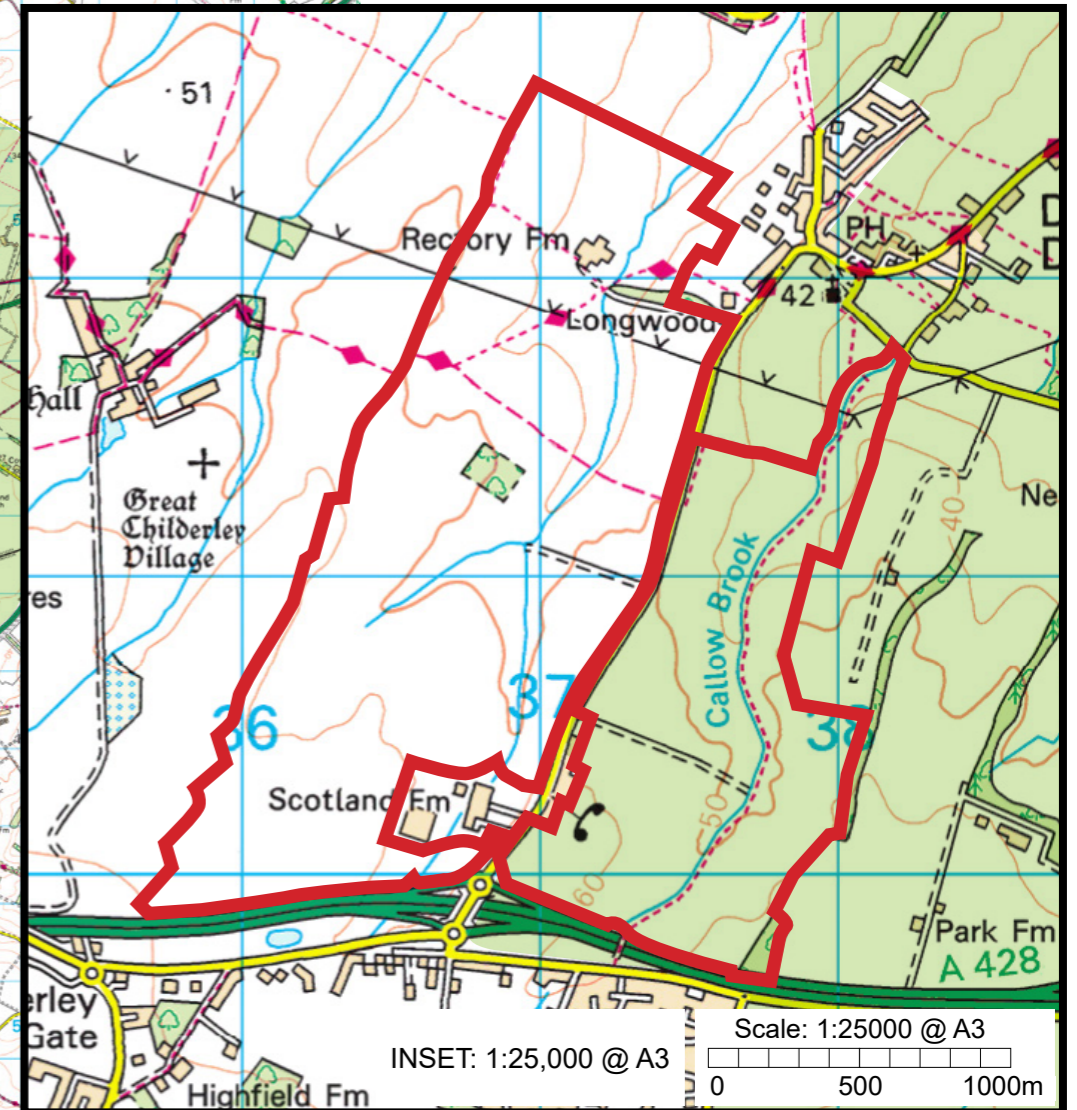 51
Rectory Fm
PH
D
D
42
Longwood
Hall
Great
Childerley
Village
Ne
40
res
Callow Brook
36
37
38
Scotland Fm
50
60
Park Fm
A 428
erley
Gate
Highfield Fm
INSET: 1:25,000 @ A3
Scale: 1:25000 @ A3
0 500 1000m